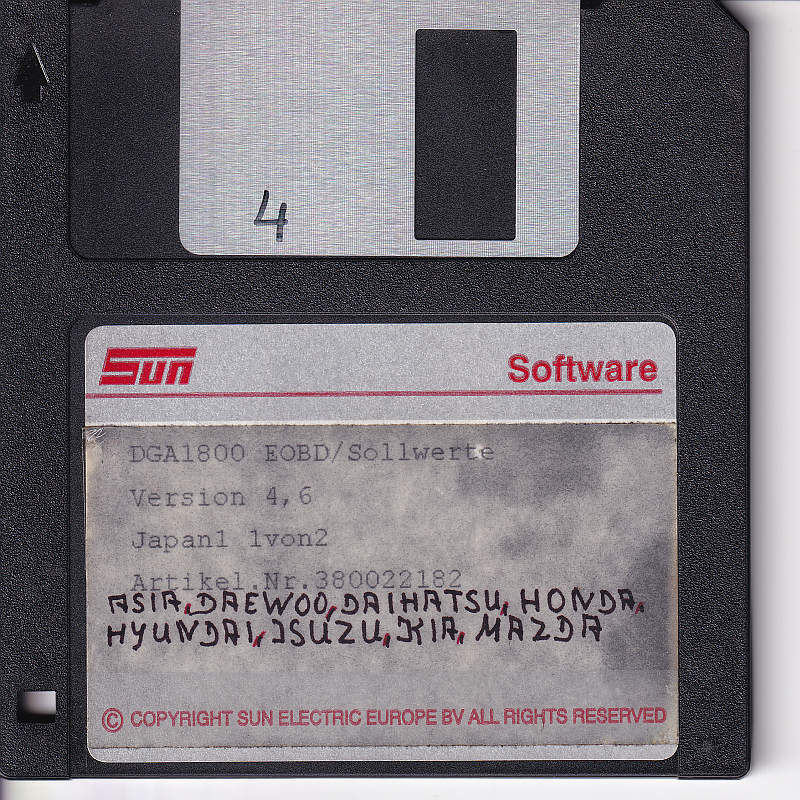 4
Sun Software
DGA1800 EOBD/Sollwerte
Version 4,6
Japan1 1von2
Artikel.Nr.380022182
ASIA, DAEWOO, DAIHATSU, HONDA,
HYUNDAI, ISUZU, KIA, MAZDA
© COPYRIGHT SUN ELECTRIC EUROPE BV ALL RIGHTS RESERVED